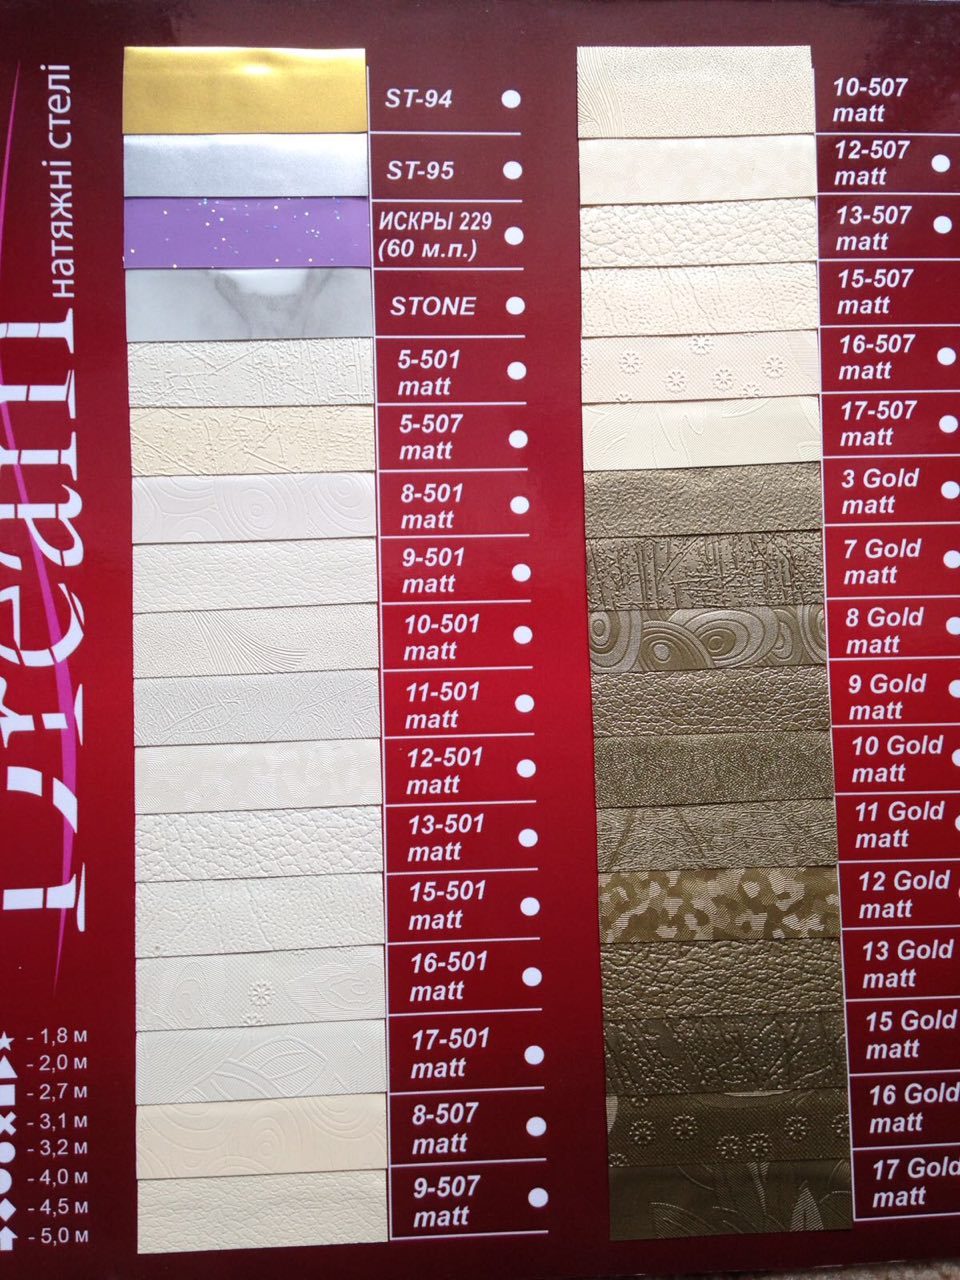 Dream
натяжні стелі
ST-94
ST-95
ИСКРЫ 229
(60 м.п.)
STONE
5-501
matt
5-507
matt
8-501
matt
9-501
matt
10-501
matt
11-501
matt
12-501
matt
13-501
matt
15-501
matt
16-501
matt
17-501
matt
8-507
matt
9-507
matt
10-507
matt
12-507
matt
13-507
matt
15-507
matt
16-507
matt
17-507
matt
3 Gold
matt
7 Gold
matt
8 Gold
matt
9 Gold
matt
10 Gold
matt
11 Gold
matt
12 Gold
matt
13 Gold
matt
15 Gold
matt
16 Gold
matt
17 Gold
matt
- 1,8 м
- 2,0 м
- 2,7 м
- 3,1 м
- 3,2 м
- 4,0 м
- 4,5 м
- 5,0 м